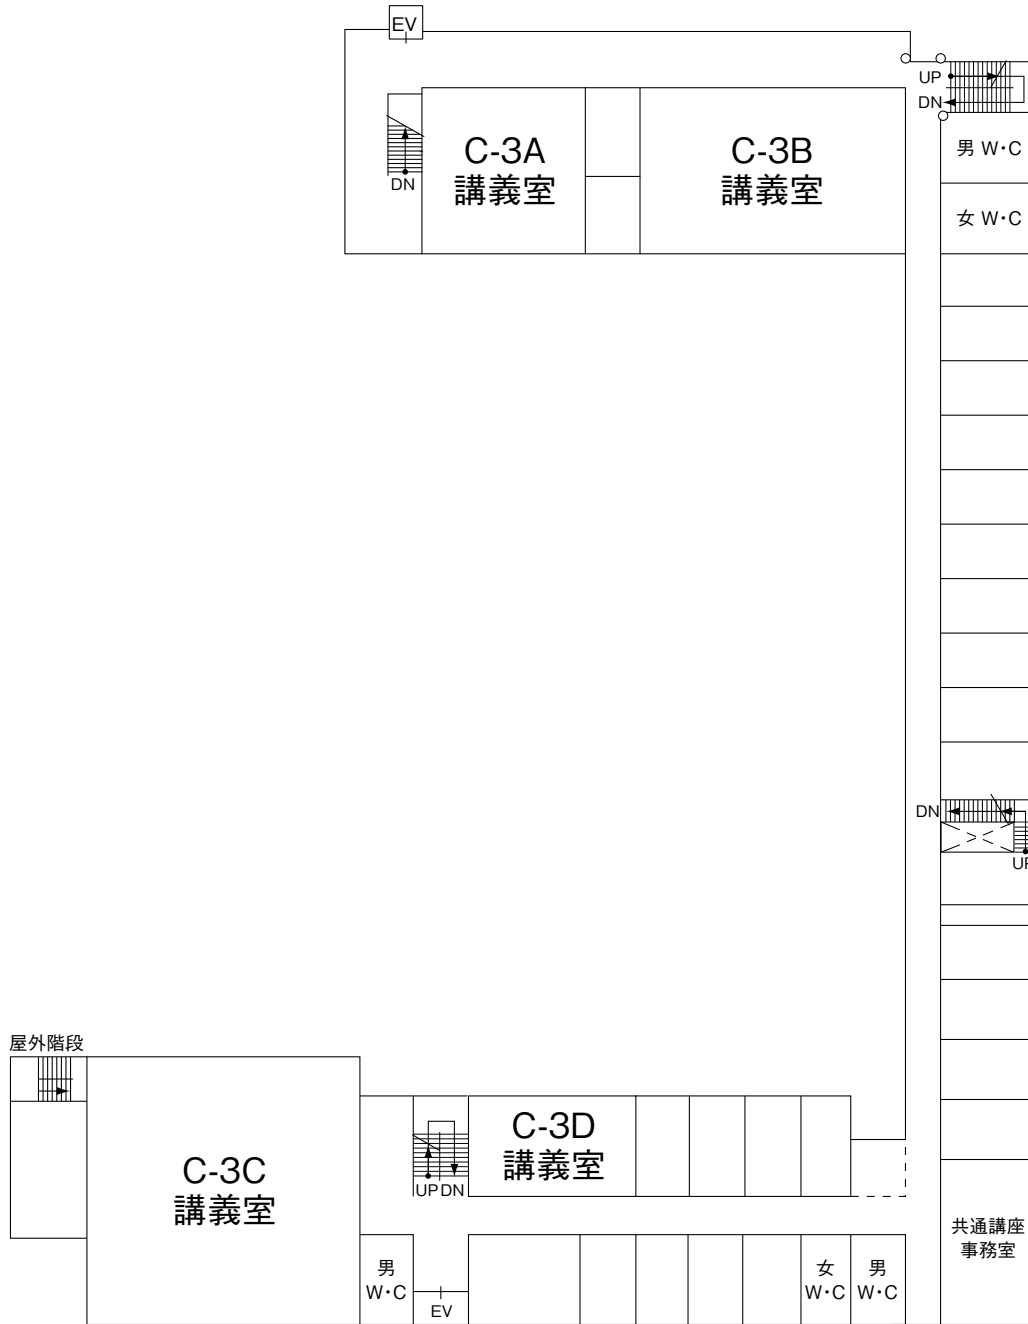 EV
UP
DN
C-3A
講義室
C-3B
講義室
DN
男 W・C
女 W・C
DN
UP
屋外階段
C-3C
講義室
C-3D
講義室
UP DN
共通講座
事務室
男
W・C
EV
女
W・C
男
W・C